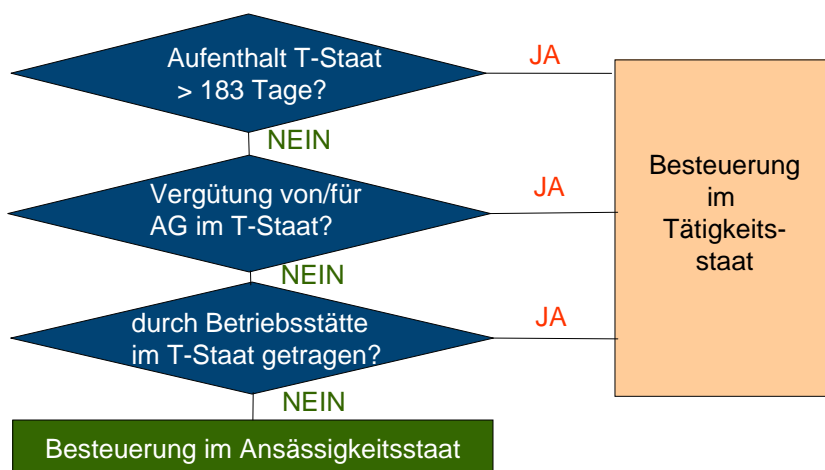 Aufenthalt T-Staat
> 183 Tage?
JA
NEIN
Vergütung von/für
AG im T-Staat?
JA
NEIN
durch Betriebsstätte
im T-Staat getragen?
JA
NEIN
Besteuerung im Ansässigkeitsstaat
Besteuerung
im
Tätigkeits-
staat